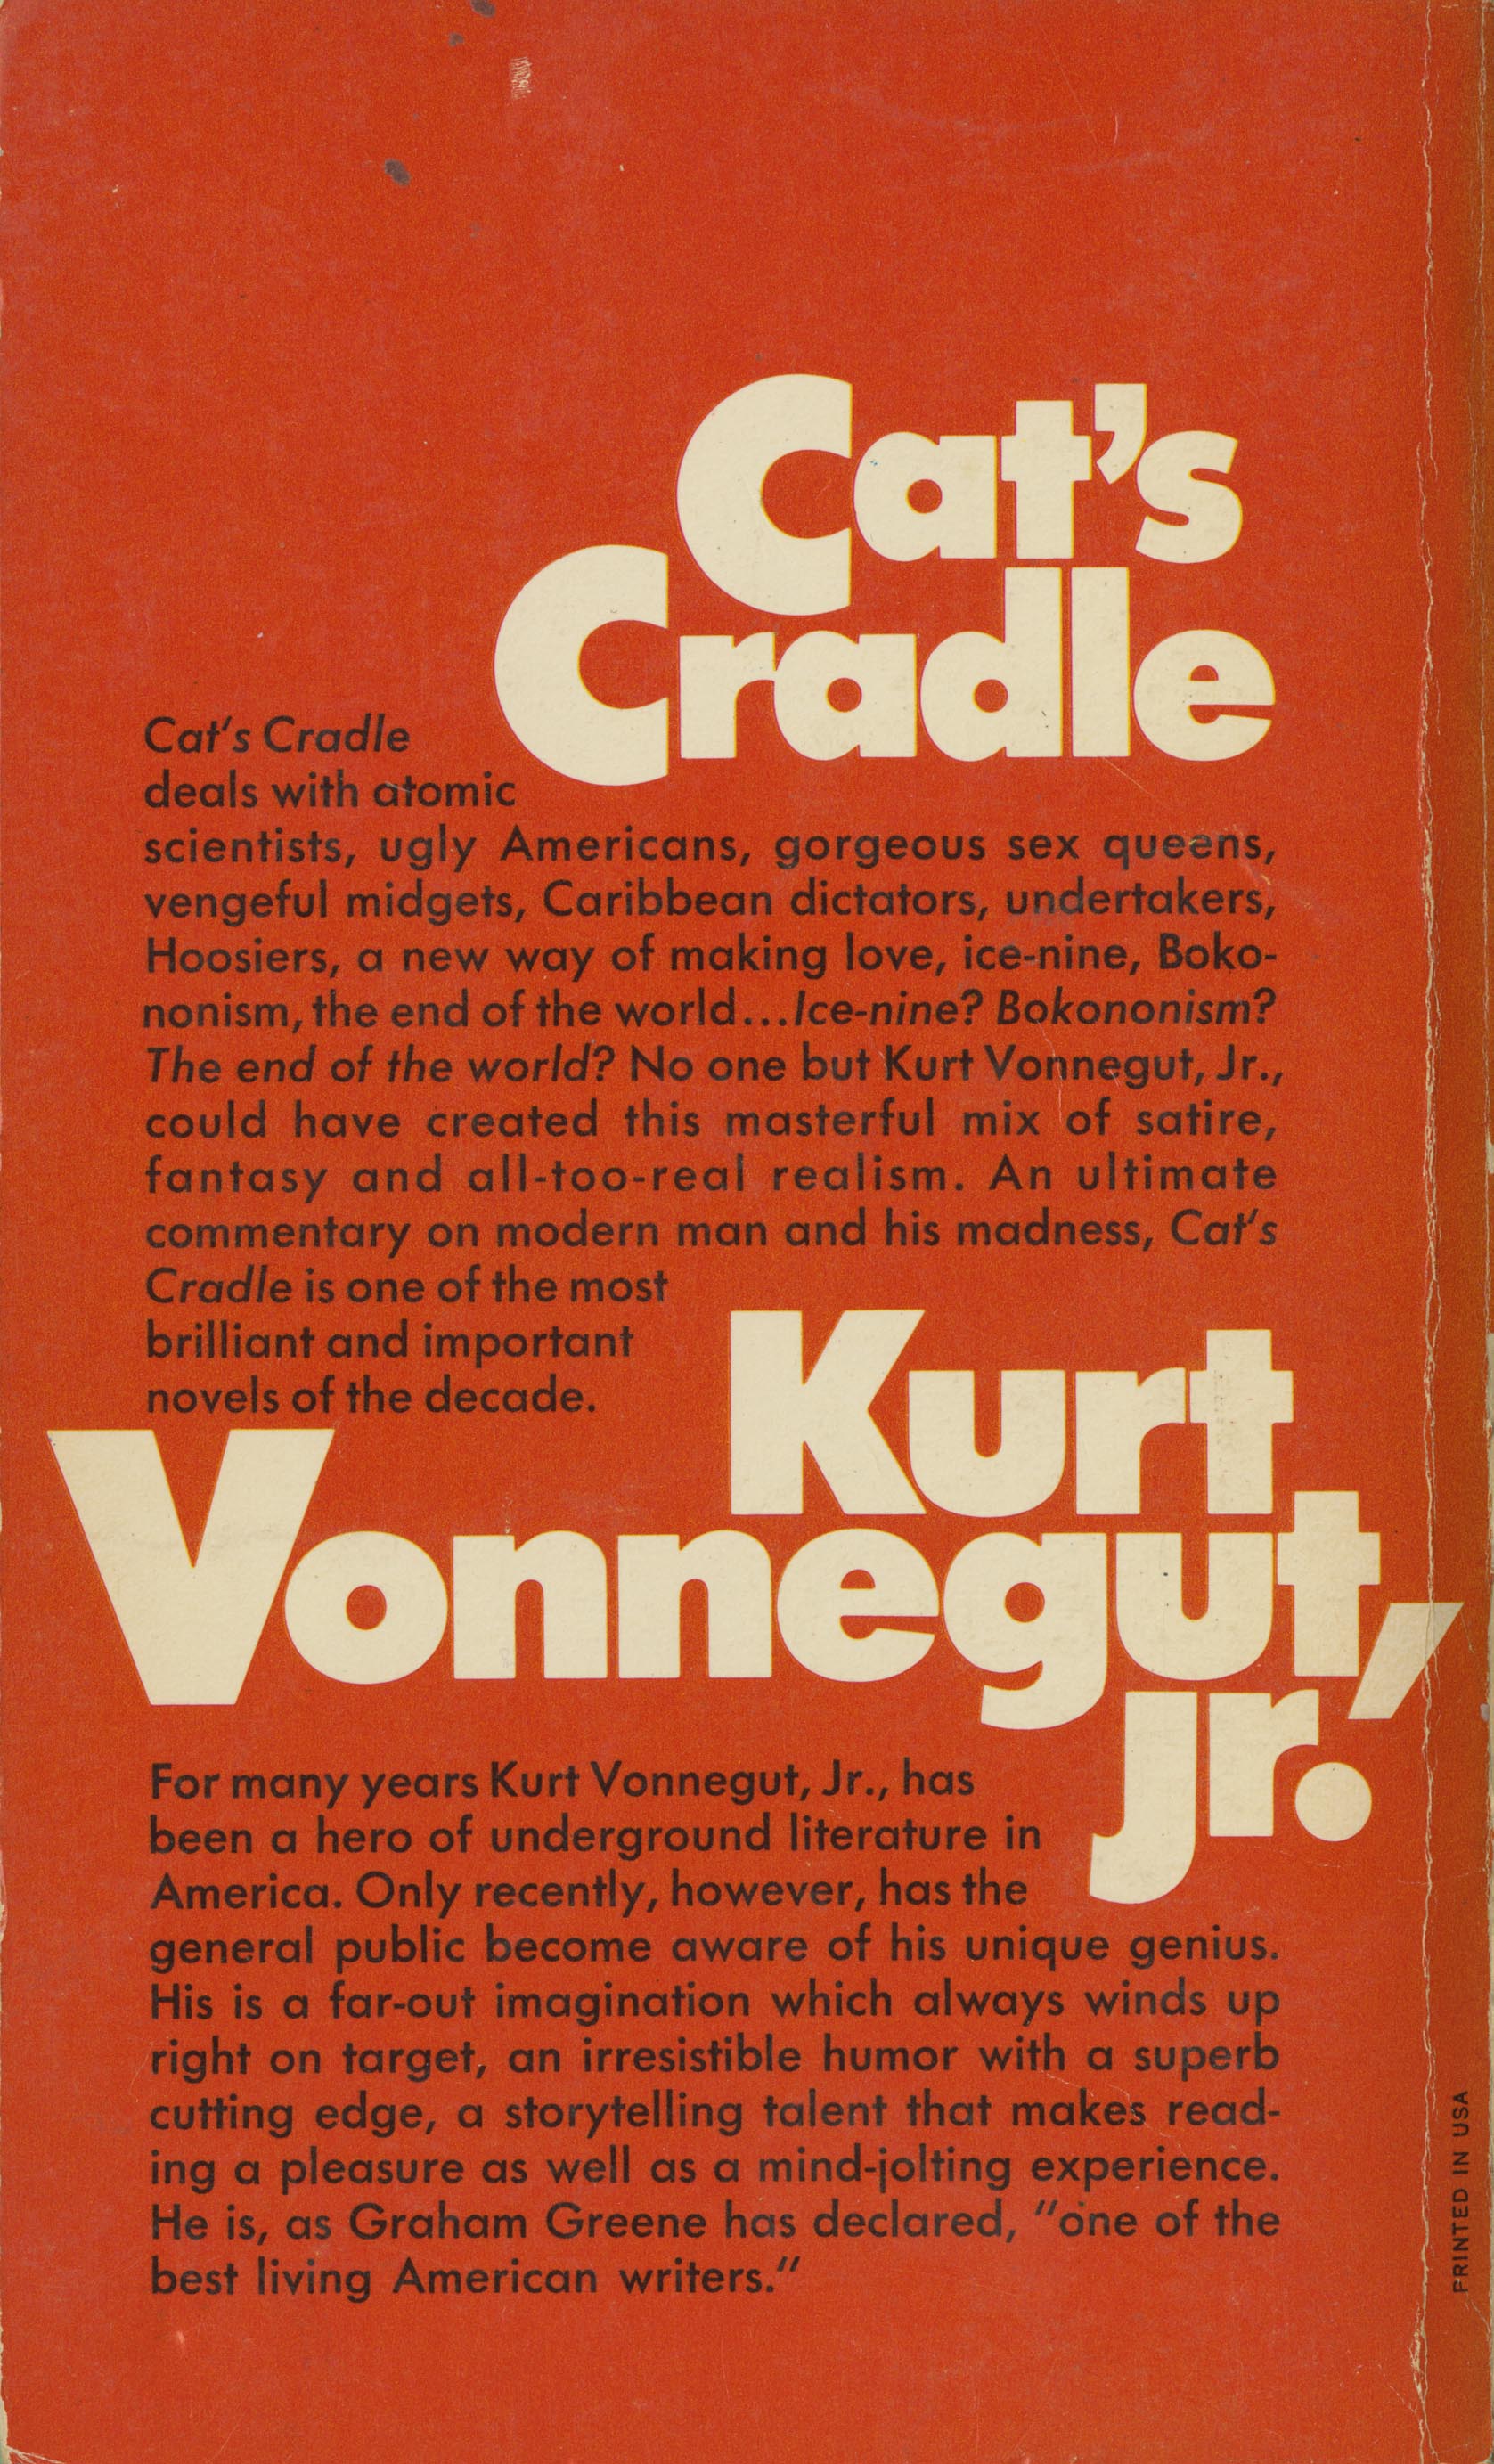 Cat's
Cradle
Cat's Cradle
deals with atomic
scientists, ugly Americans, gorgeous sex queens,
vengeful midgets, Caribbean dictators, undertakers,
Hoosiers, a new way of making love, ice-nine, Boko-
nonism, the end of the world...Ice-nine? Bokononism?
The end of the world? No one but Kurt Vonnegut, Jr.,
could have created this masterful mix of satire,
fantasy and all-too-real realism. An ultimate
commentary on modern man and his madness, Cat's
Cradle is one of the most
brilliant and important
novels of the decade.
Kurt
Vonnegut,
jr.
For many years Kurt Vonnegut, Jr., has
been a hero of underground literature in
America. Only recently, however, has the
general public become aware of his unique genius.
His is a far-out imagination which always winds up
right on target, an irresistible humor with a superb
cutting edge, a storytelling talent that makes read-
ing a pleasure as well as a mind-jolting experience.
He is, as Graham Greene has declared, "one of the
best living American writers."
PRINTED IN USA